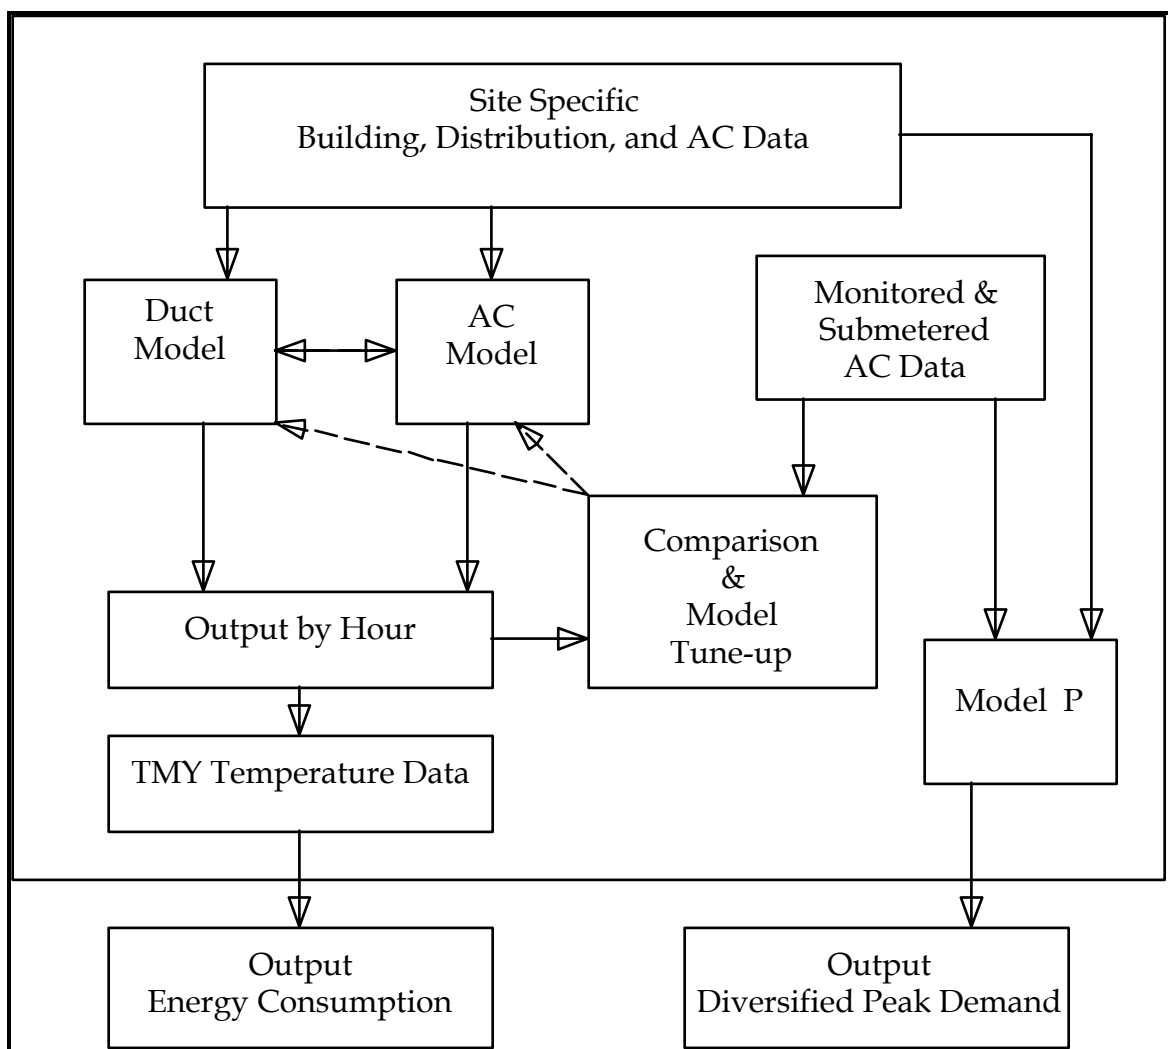 Site Specific
Building, Distribution, and AC Data
Duct
Model
AC
Model
Monitored &
Submetered
AC Data
Comparison
&
Model
Tune-up
Output by Hour
Model P
TMY Temperature Data
Output
Energy Consumption
Output
Diversified Peak Demand